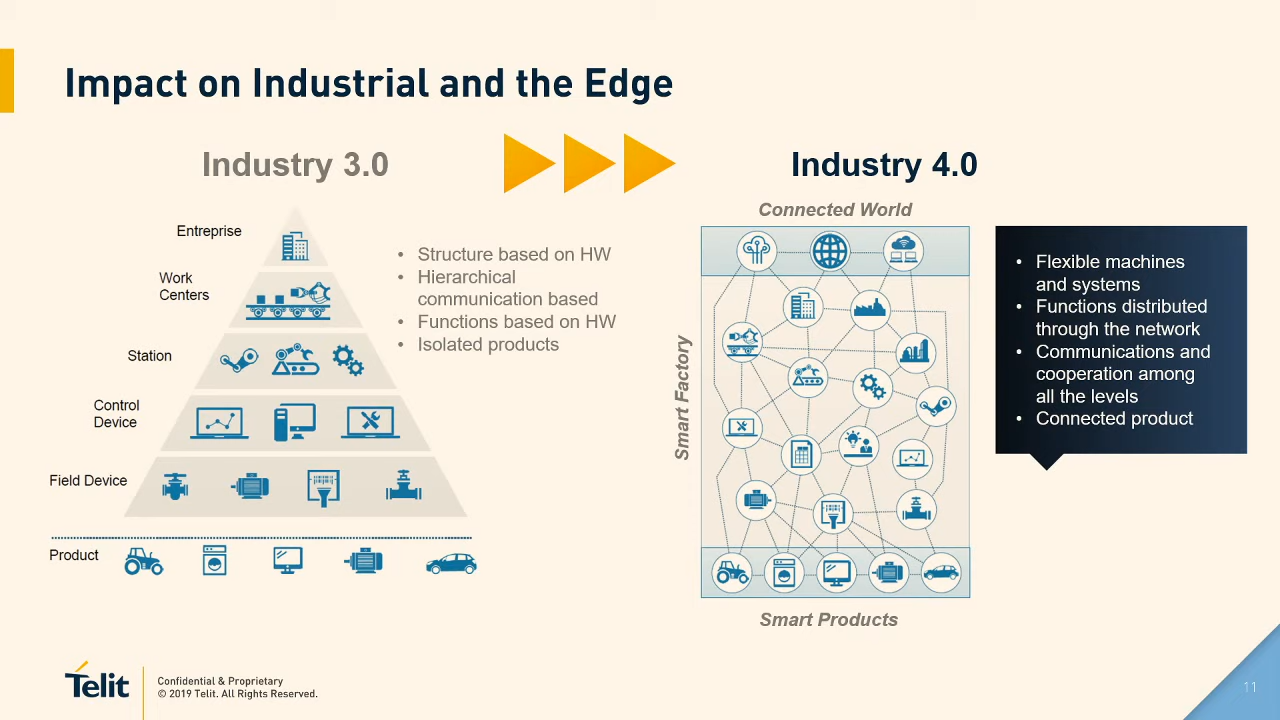 Impact on Industrial and the Edge
Industry 3.0
Industry 4.0
Entreprise
Work
Centers
Station
Control
Device
Field Device
Product
• Structure based on HW
• Hierarchical
communication based
• Functions based on HW
• Isolated products
Connected World
Smart Factory
Smart Products
• Flexible machines
and systems
• Functions distributed
through the network
• Communications and
cooperation among
all the levels
• Connected product
Telit
Confidential & Proprietary
© 2019 Telit. All Rights Reserved.
11